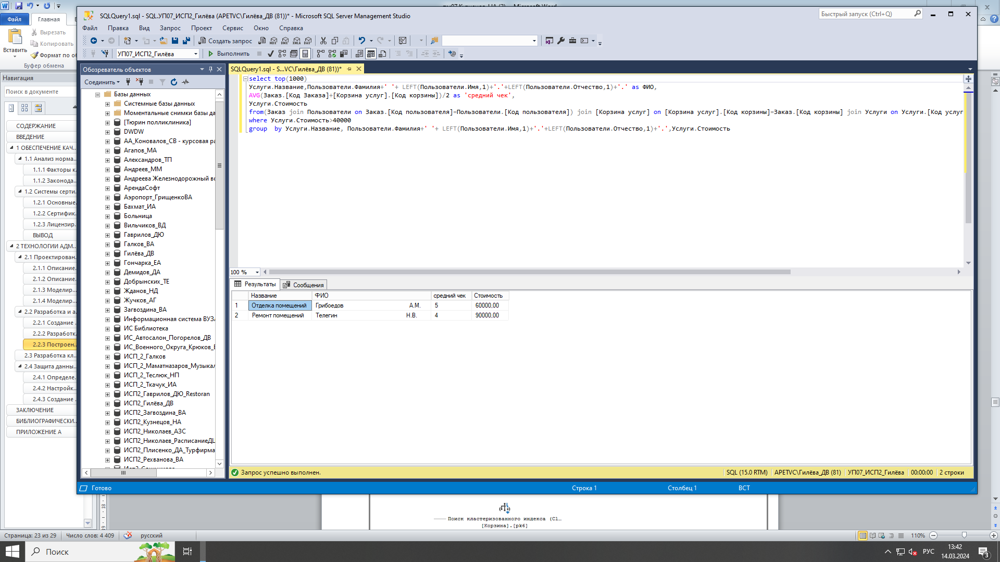 Файл
Главная
Вставить
Вырезать
Копировать
Формат по об
Буфер обмена
Навигация
Поиск в документе
СОДЕРЖАНИЕ
ВВЕДЕНИЕ
1 ОБЕСПЕЧЕНИЕ КАЧ...
1.1 Анализ норма...
1.1.1 Факторы к...
1.1.2 Законода...
1.2 Системы серти...
1.2.1 Основные...
1.2.2 Сертифик...
1.2.3 Лицензир...
ВЫВОД
2 ТЕХНОЛОГИИ АДМ...
2.1 Проектирован...
2.1.1 Описание...
2.1.2 Описание...
2.1.3 Моделир...
2.1.4 Моделир...
2.2 Разработка и а...
2.2.1 Создание ...
2.2.2 Разработк...
2.2.3 Построен...
2.3 Разработка кл...
2.4 Защита данны...
2.4.1 Определе...
2.4.2 Настройк...
2.4.3 Создание ...
ЗАКЛЮЧЕНИЕ
БИБЛИОГРАФИЧЕСКИ...
ПРИЛОЖЕНИЕ А
SQLQuery1.sql - SQL.УП07_ИСП2_Гилёва (APETVC\Гилёва_ДВ (81))* - Microsoft SQL Server Management Studio
Быстрый запуск (Ctrl+Q)
Файл Правка Вид Запрос Проект Сервис Окно Справка
Создать запрос
УП07_ИСП2_Гилёва
Выполнить
Обозреватель объектов
Соединить
Базы данных
Системные базы данных
Моментальные снимки базы да
[Тюрин полликлиника]
DWDW
АА_Коновалов_СВ - курсовая ра
Агапов_МА
Александров_ТП
Андреев_ММ
Андреева Железнодорожный во
АрендаСофт
Аэропорт_ГрищенкоВА
Бахмат_ИА
Больница
Вильчиков_ВД
Гаврилов_ДЮ
Галков_ВА
Гилёва_ДВ
Гончарка_ЕА
Демидов_ДА
Добрынских_ТЕ
Жданов_НД
Жучков_АГ
Загвоздина_ВА
Информационная система ВУЗА
ИС Библиотека
ИС_Автосалон_Погорелов_ДВ
ИС_Военного_Округа_Крюков_Е
ИСП_2_Галков
ИСП_2_Маматназаров_Музыкал
ИСП_2_Теслюк_НП
ИСП_2_Ткачук_ИА
ИСП2_Гаврилов_ДЮ_Restoran
ИСП2_Гилёва_ДВ
ИСП2_Загвоздина_ВА
ИСП2_Кузнецов_НА
ИСП2_Николаев_АЗС
ИСП2_Николаев_РасписаниеДЦ
ИСП2_Плисенко_ДА_Турфирма
ИСП2_Рехванова_ВА
SQLQuery1.sql - S...VC\Гилёва_ДВ (81))*
select top(1000)
Услуги.Название,Пользователи.Фамилия+' '+ LEFT(Пользователи.Имя,1)+'.'+LEFT(Пользователи.Отчество,1)+'.' as ФИО,
AVG(Заказ.[Код Заказа]+[Корзина услуг].[Код корзины])/2 as 'средний чек',
Услуги.Стоимость
from(Заказ join Пользователи on Заказ.[Код пользователя]=Пользователи.[Код пользователя]) join [Корзина услуг] on [Корзина услуг].[Код корзины]=Заказ.[Код корзины] join Услуги on Услуги.[Код услуг
where Услуги.Стоимость>40000
group by Услуги.Название, Пользователи.Фамилия+' '+ LEFT(Пользователи.Имя,1)+'.'+LEFT(Пользователи.Отчество,1)+'.',Услуги.Стоимость
100 %
Результаты Сообщения
Название ФИО средний чек Стоимость
1 Отделка помещений Грибоедов А.М. 5 60000,00
2 Ремонт помещений Телегин Н.В. 4 90000,00
Запрос успешно выполнен.
SQL (15.0 RTM) APETVC\Гилёва_ДВ (81) УП07_ИСП2_Гилёва 00:00:00 2 строки
Готово Строка 1 Столбец 1 ВСТ
Поиск кластеризованного индекса (Cl…
[Корзина].[pk6]
Страница: 23 из 29 Число слов: 4 409 русский 110%
Поиск
РУС
13:42
14.03.2024
3